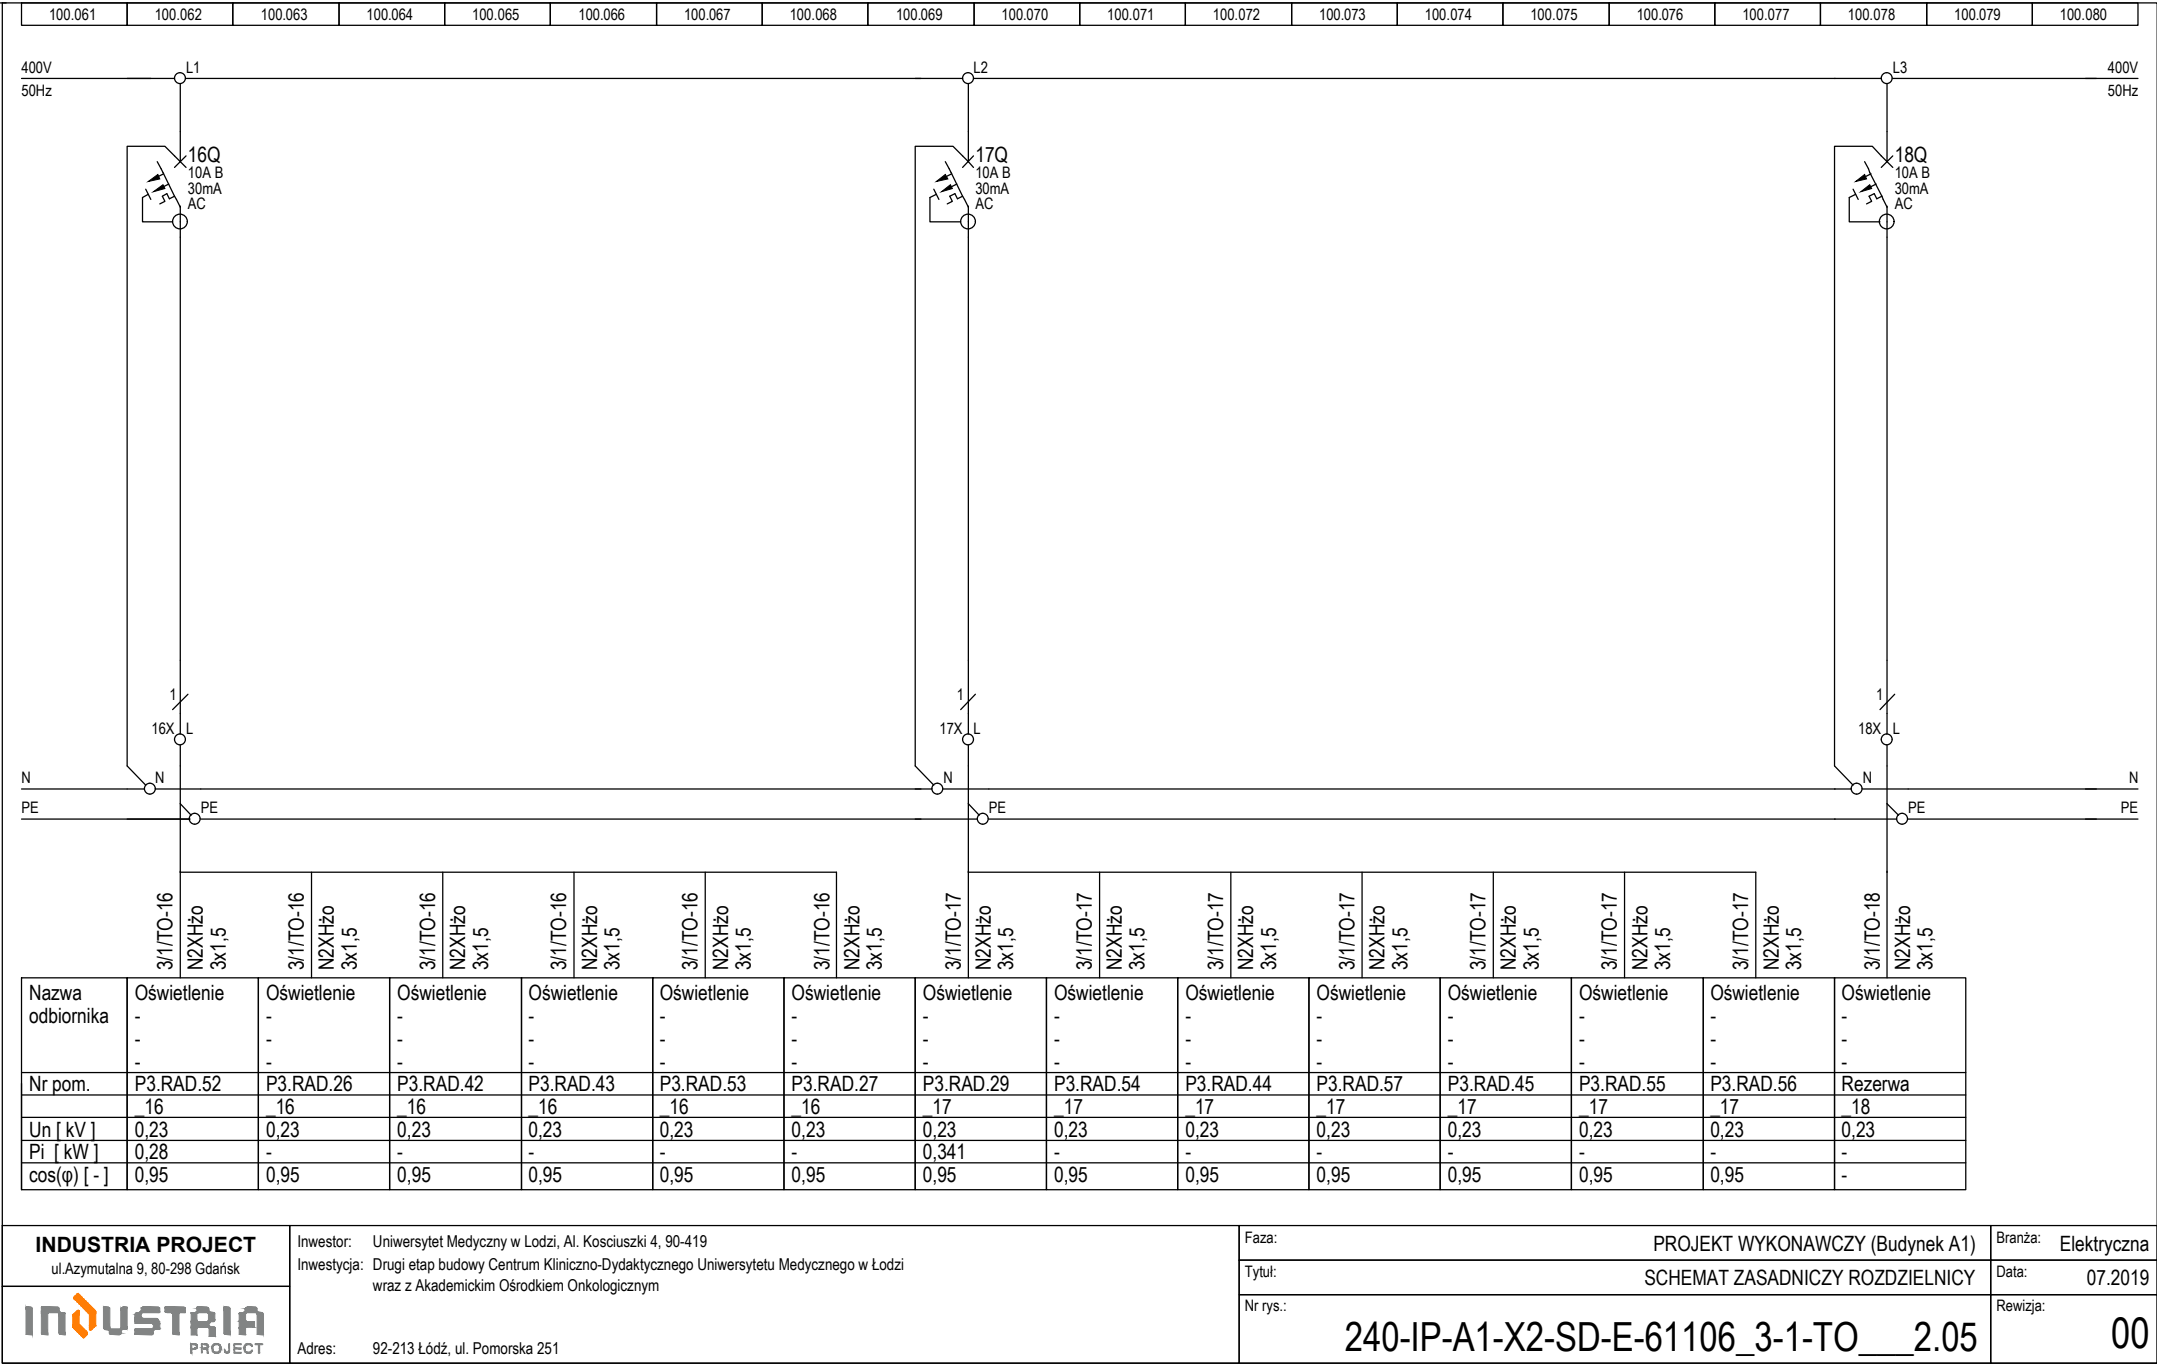 100.061 100.062 100.063 100.064 100.065 100.066 100.067 100.068 100.069 100.070 100.071 100.072 100.073 100.074 100.075 100.076 100.077 100.078 100.079 100.080
400V L1 L2 L3 400V
50Hz 50Hz
16Q 17Q 18Q
10A B 10A B 10A B
30mA 30mA 30mA
AC AC AC
1 1 1
16X L 17X L 18X L
N N N N N
PE PE PE PE PE
3/1/TO-16 3/1/TO-16 3/1/TO-16 3/1/TO-16 3/1/TO-16 3/1/TO-16 3/1/TO-17 3/1/TO-17 3/1/TO-17 3/1/TO-17 3/1/TO-17 3/1/TO-17 3/1/TO-17 3/1/TO-18
N2XHżo N2XHżo N2XHżo N2XHżo N2XHżo N2XHżo N2XHżo N2XHżo N2XHżo N2XHżo N2XHżo N2XHżo N2XHżo N2XHżo
3x1,5 3x1,5 3x1,5 3x1,5 3x1,5 3x1,5 3x1,5 3x1,5 3x1,5 3x1,5 3x1,5 3x1,5 3x1,5 3x1,5
Nazwa Oświetlenie Oświetlenie Oświetlenie Oświetlenie Oświetlenie Oświetlenie Oświetlenie Oświetlenie Oświetlenie Oświetlenie Oświetlenie Oświetlenie Oświetlenie Oświetlenie
odbiornika - - - - - - - - - - - - - -
- - - - - - - - - - - - - -
- - - - - - - - - - - - - -
Nr pom. P3.RAD.52 P3.RAD.26 P3.RAD.42 P3.RAD.43 P3.RAD.53 P3.RAD.27 P3.RAD.29 P3.RAD.54 P3.RAD.44 P3.RAD.57 P3.RAD.45 P3.RAD.55 P3.RAD.56 Rezerwa
_16 _16 _16 _16 _16 _16 _17 _17 _17 _17 _17 _17 _17 _18
Un [ kV ] 0,23 0,23 0,23 0,23 0,23 0,23 0,23 0,23 0,23 0,23 0,23 0,23 0,23 0,23
Pi [ kW ] 0,28 - - - - - 0,341 - - - - - - -
cos(φ) [ - ] 0,95 0,95 0,95 0,95 0,95 0,95 0,95 0,95 0,95 0,95 0,95 0,95 0,95 -
INDUSTRIA PROJECT
ul.Azymutalna 9, 80-298 Gdańsk
INDUSTRIA
PROJECT
Inwestor: Uniwersytet Medyczny w Lodzi, Al. Kosciuszki 4, 90-419
Inwestycja: Drugi etap budowy Centrum Kliniczno-Dydaktycznego Uniwersytetu Medycznego w Łodzi
wraz z Akademickim Ośrodkiem Onkologicznym
Adres: 92-213 Łódź, ul. Pomorska 251
Faza: PROJEKT WYKONAWCZY (Budynek A1)
Tytuł: SCHEMAT ZASADNICZY ROZDZIELNICY
Nr rys.: 240-IP-A1-X2-SD-E-61106_3-1-TO___2.05
Branża: Elektryczna
Data: 07.2019
Rewizja: 00